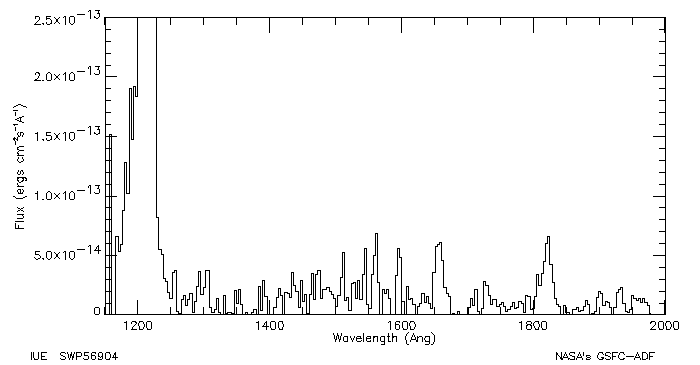 2.5×10−13
2.0×10−13
1.5×10−13
1.0×10−13
5.0×10−14
0
Flux (ergs cm−2s−1A−1)
1200 1400 1600 1800 2000
Wavelength (Ang)
IUE SWP56904 NASA's GSFC−ADF